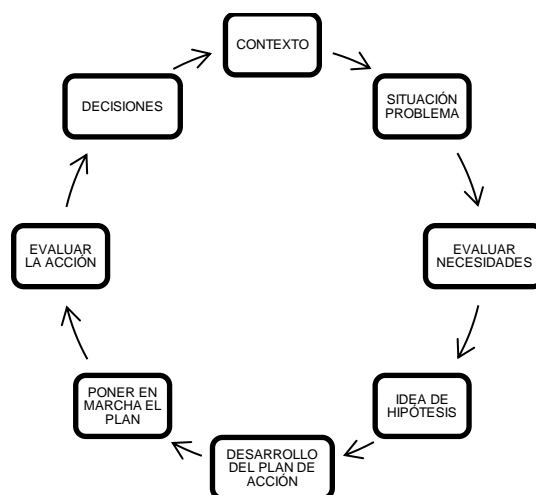 CONTEXTO
SITUACIÓN
PROBLEMA
EVALUAR
NECESIDADES
IDEA DE
HIPÓTESIS
DESARROLLO
DEL PLAN DE
ACCIÓN
PONER EN
MARCHA EL
PLAN
EVALUAR
LA ACCIÓN
DECISIONES